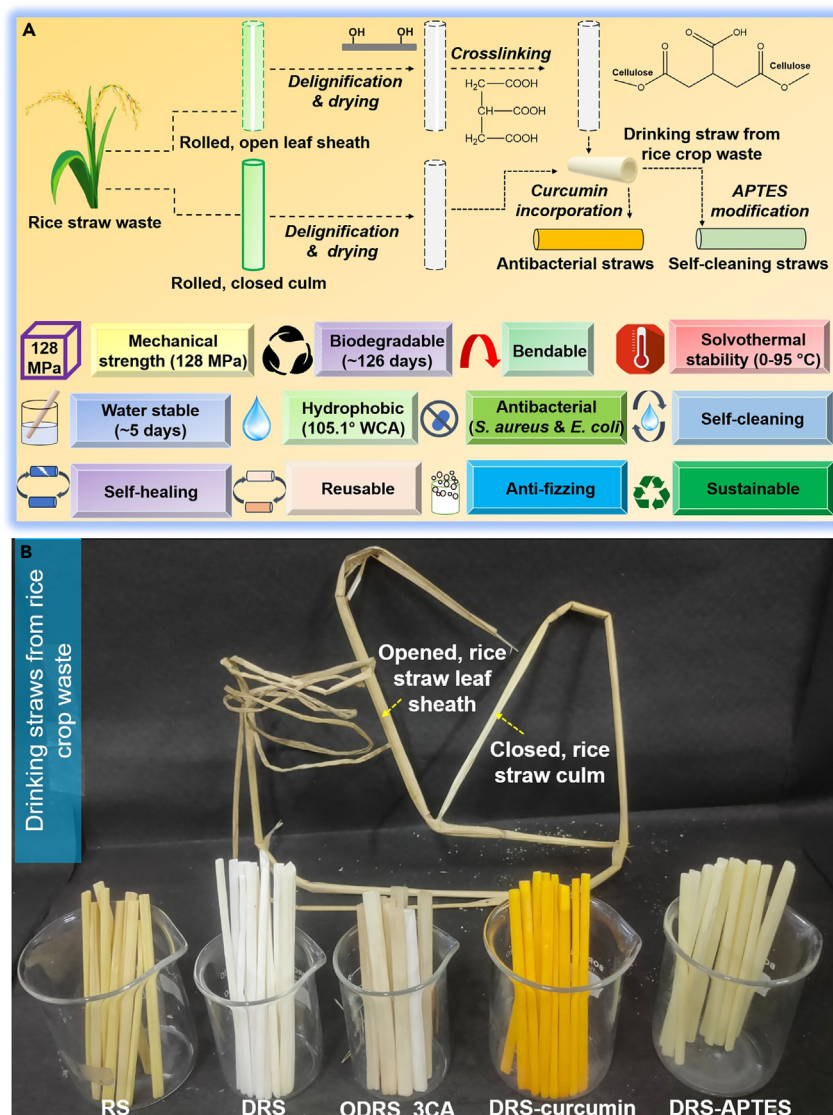 A
OH OH
Delignification
& drying
Crosslinking
H₂C—COOH
CH—COOH
H₂C—COOH
O OH
Cellulose O O Cellulose
O O
Rolled, open leaf sheath
Drinking straw from
rice crop waste
Rice straw waste
Delignification
& drying
Rolled, closed culm
Curcumin
incorporation
APTES
modification
Antibacterial straws
Self-cleaning straws
128
MPa
Mechanical
strength (128 MPa)
Biodegradable
(~126 days)
Bendable
Solvothermal
stability (0-95 °C)
Water stable
(~5 days)
Hydrophobic
(105.1° WCA)
Antibacterial
(S. aureus & E. coli)
Self-cleaning
Self-healing
Reusable
Anti-fizzing
Sustainable
B
Drinking straws from rice
crop waste
Opened, rice
straw leaf
sheath
Closed, rice
straw culm
RS
DRS
ODRS_3CA
DRS-curcumin
DRS-APTES